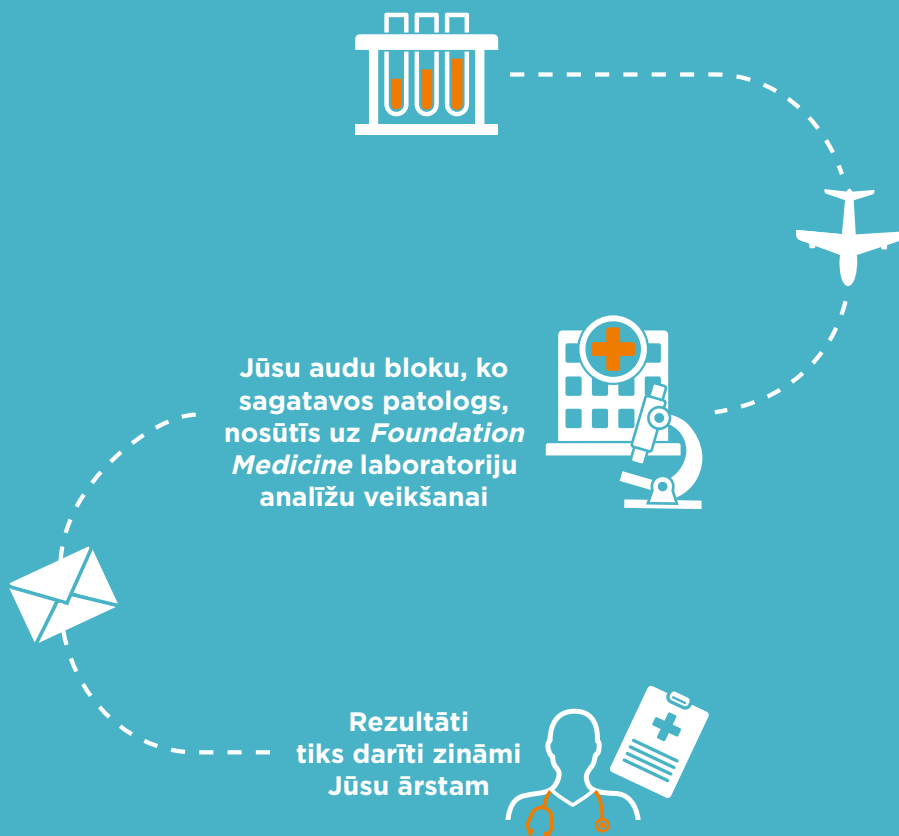 Jūsu audu bloku, ko
sagatavos patologs,
nosūtīs uz Foundation
Medicine laboratoriju
analīžu veikšanai
Rezultāti
tiks darīti zināmi
Jūsu ārstam